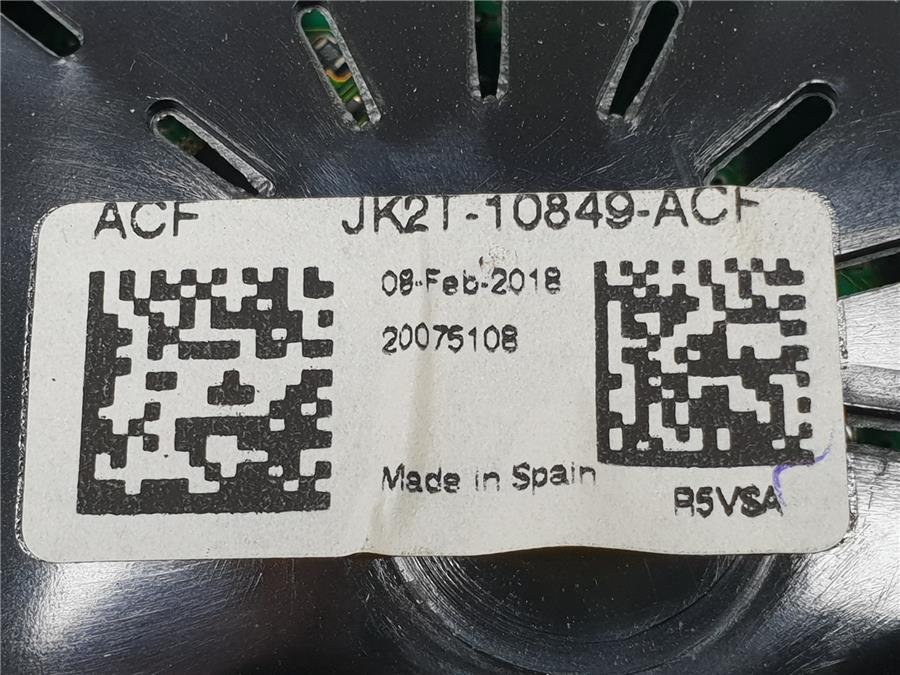 ACF JK2T-10849-ACF
08-Feb-2018
20075108
Made in Spain
R5VSA